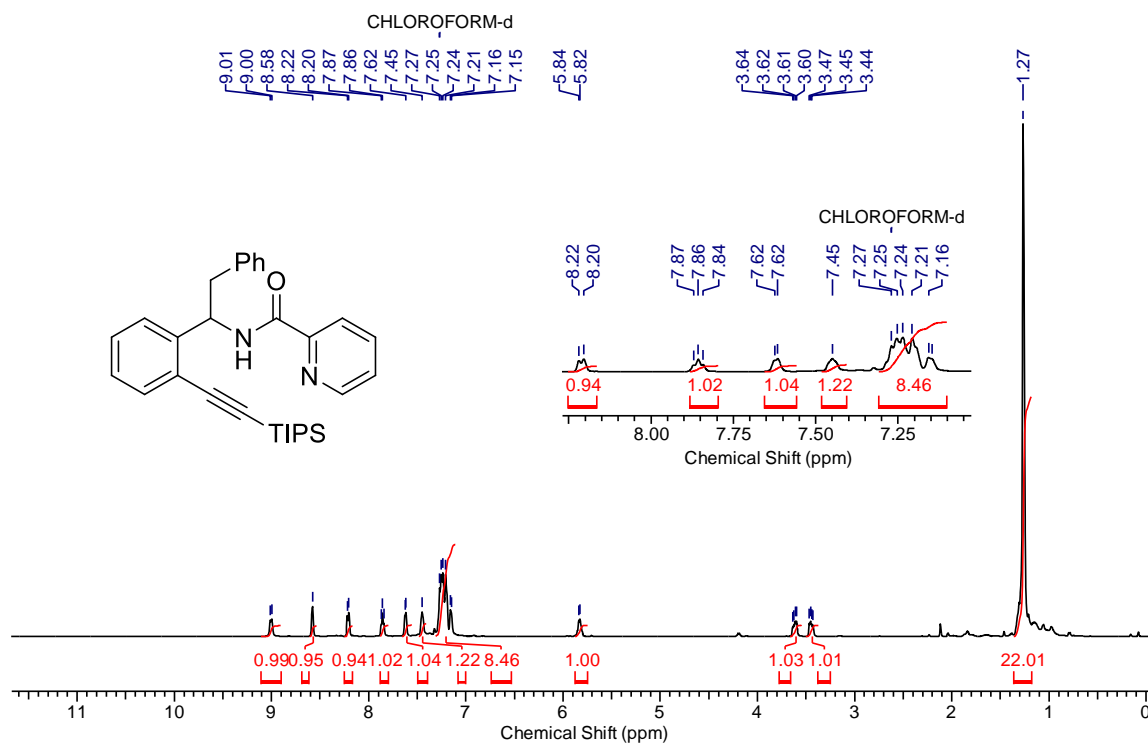 CHLOROFORM-d
9.01 9.00 8.58 8.22 8.20 7.87 7.86 7.62 7.45 7.27 7.25 7.24 7.21 7.16 7.15 5.84 5.82 3.64 3.62 3.61 3.60 3.47 3.45 3.44 1.27
CHLOROFORM-d
8.22 8.20 7.87 7.86 7.84 7.62 7.62 7.45 7.27 7.25 7.24 7.21 7.16
0.94 1.02 1.04 1.22 8.46
8.00 7.75 7.50 7.25
Chemical Shift (ppm)
Ph
O
N
H
N
TIPS
0.99 0.95 0.94 1.02 1.04 1.22 8.46 1.00 1.03 1.01 22.01
11 10 9 8 7 6 5 4 3 2 1 0
Chemical Shift (ppm)